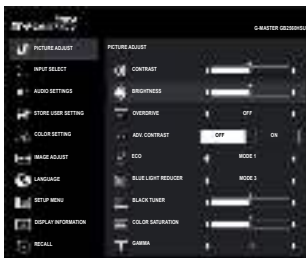 G-MASTER GB2560HSU
PICTURE ADJUST
INPUT SELECT
AUDIO SETTINGS
STORE USER SETTING
COLOR SETTING
IMAGE ADJUST
LANGUAGE
SETUP MENU
DISPLAY INFORMATION
RECALL
PICTURE ADJUST
CONTRAST
BRIGHTNESS
OVERDRIVE OFF
ADV. CONTRAST OFF ON
ECO MODE 1
BLUE LIGHT REDUCER MODE 3
BLACK TUNER
COLOR SATURATION
GAMMA